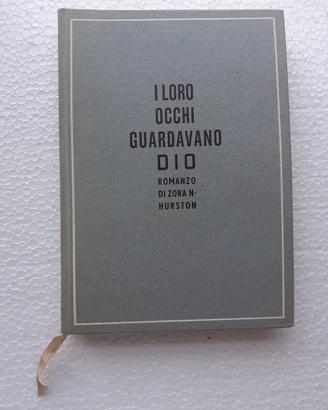 I LORO
OCCHI
GUARDAVANO
DIO
ROMANZO
DI ZORA N-
HURSTON